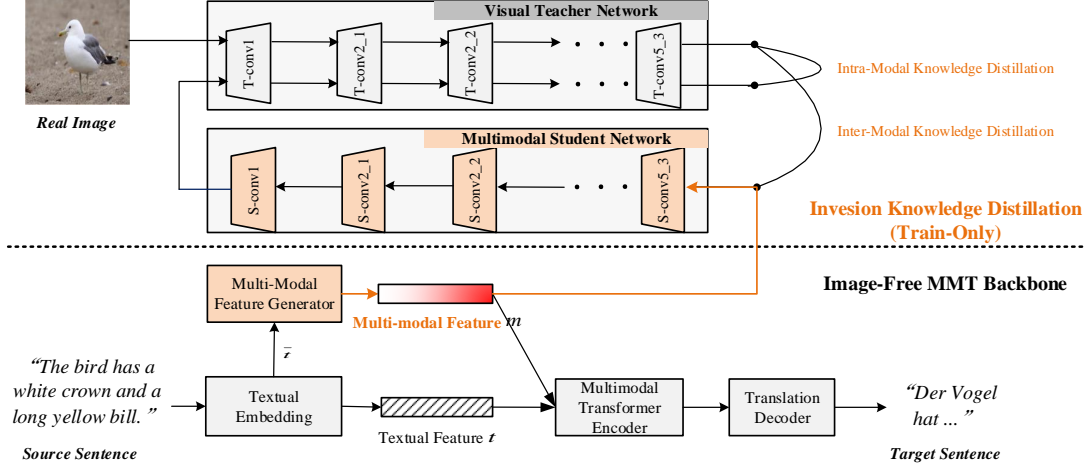 Visual Teacher Network
T-conv1
T-conv2_1
T-conv2_2
T-conv5_3
Real Image
Intra-Modal Knowledge Distillation
Inter-Modal Knowledge Distillation
Multimodal Student Network
S-conv1
S-conv2_1
S-conv2_2
S-conv5_3
Invesion Knowledge Distillation
(Train-Only)
Image-Free MMT Backbone
Multi-Modal
Feature Generator
Multi-modal Feature m
t̄
“The bird has a
white crown and a
long yellow bill. ”
Source Sentence
Textual
Embedding
Textual Feature t
Multimodal
Transformer
Encoder
Translation
Decoder
“Der Vogel
hat ... ”
Target Sentence